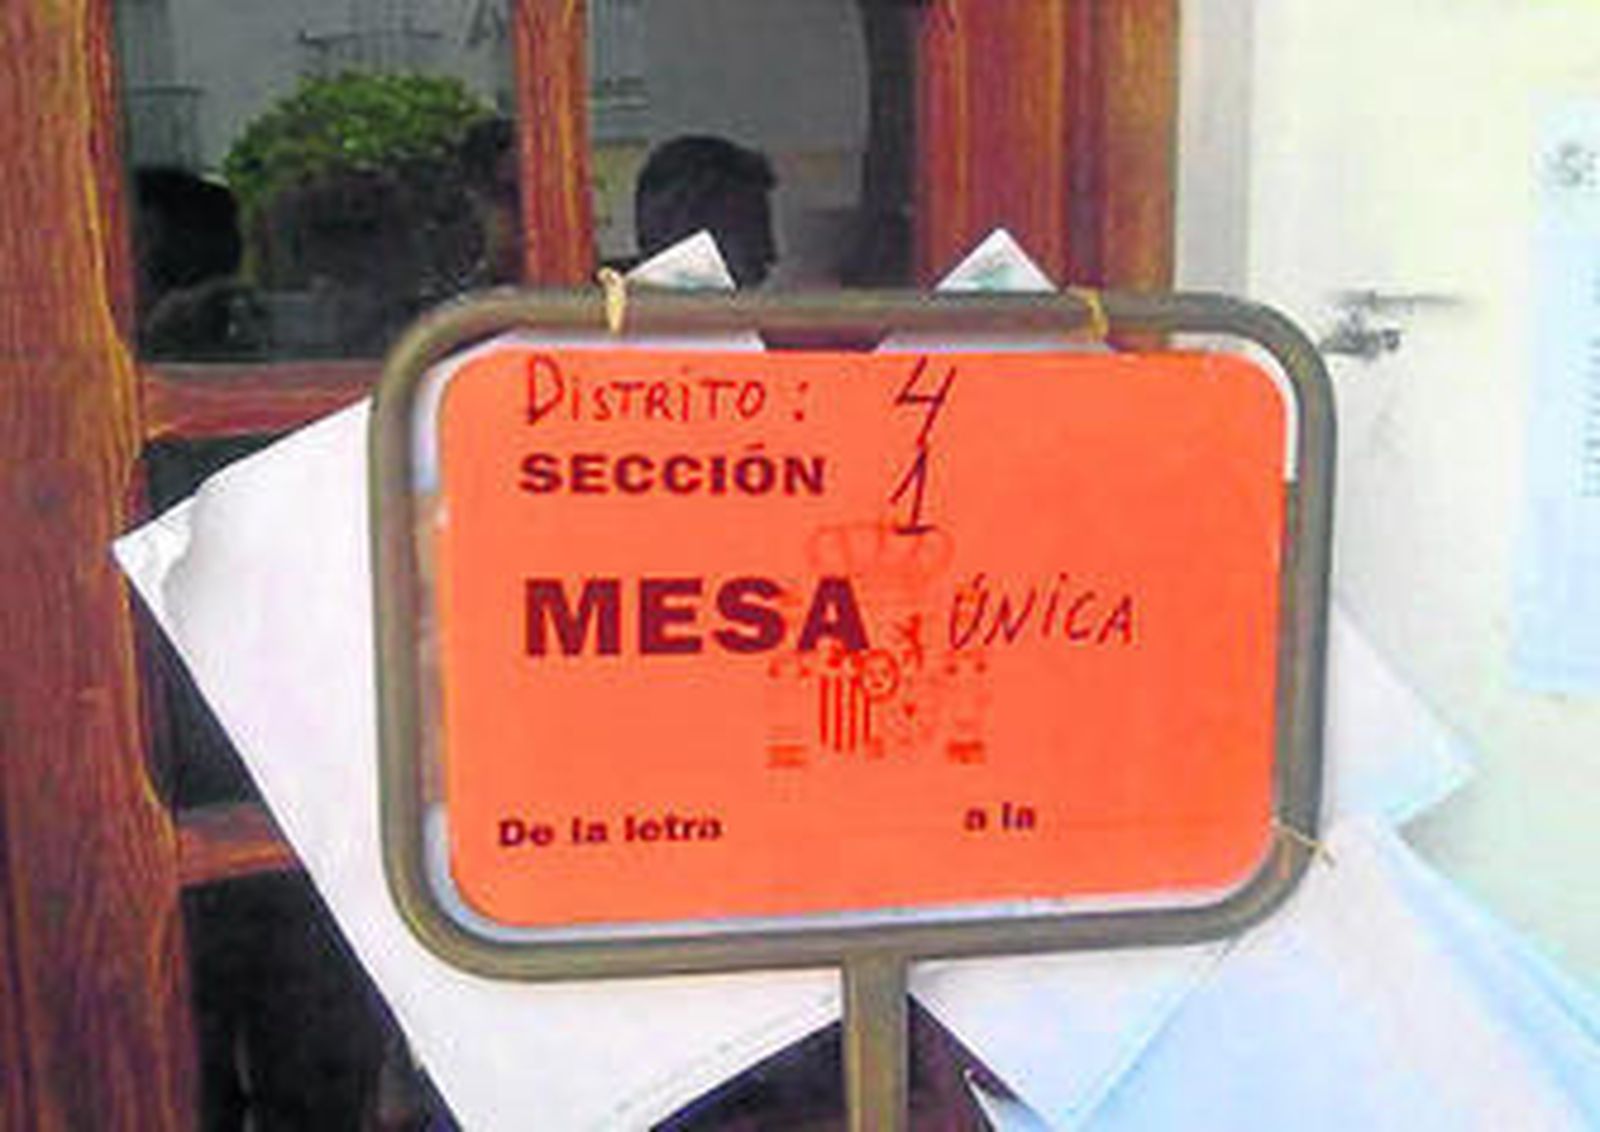 Distrito: 4
SECCIÓN 1
MESA ÚNICA
De la letra a la